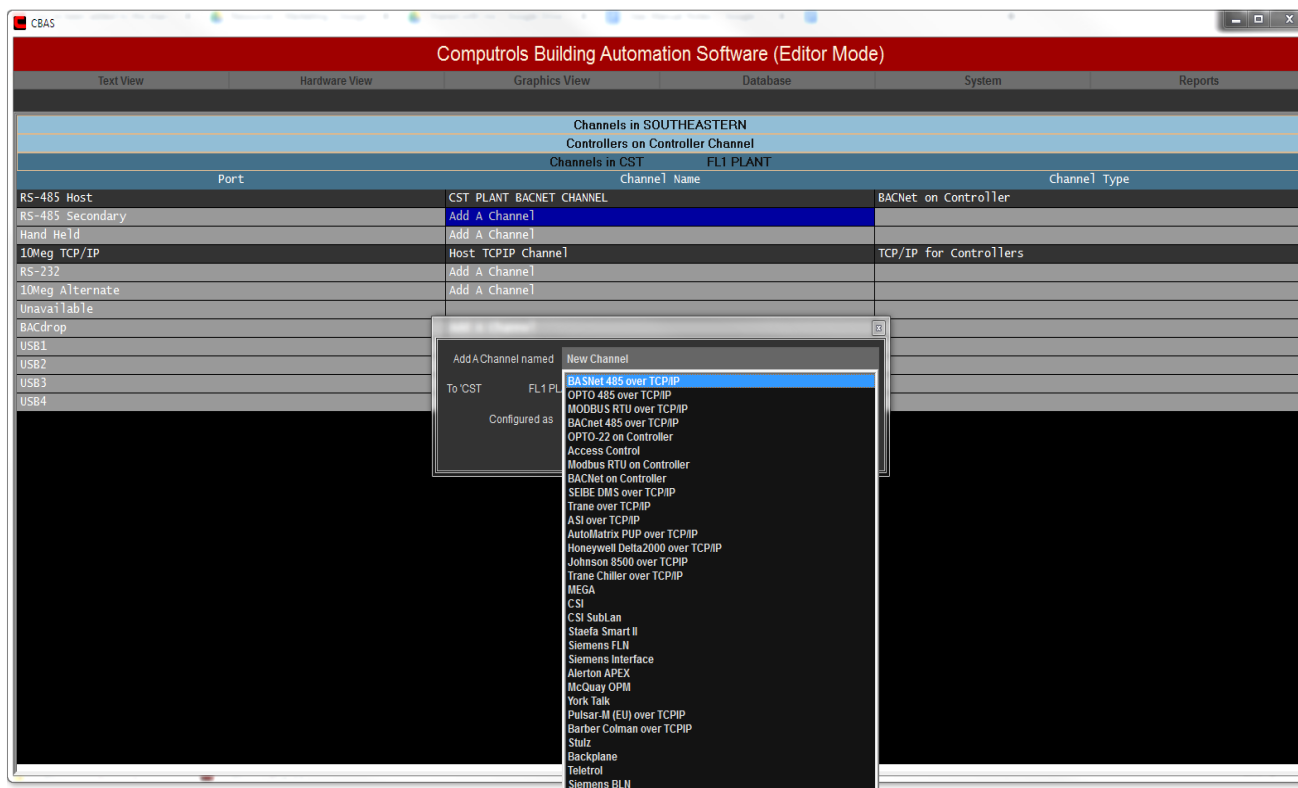 CBAS
Computrols Building Automation Software (Editor Mode)
Text View Hardware View Graphics View Database System Reports
Channels in SOUTHEASTERN
Controllers on Controller Channel
Channels in CST FL1 PLANT
Port Channel Name Channel Type
RS-485 Host CST PLANT BACNET CHANNEL BACNet on Controller
RS-485 Secondary Add A Channel
Hand Held Add A Channel
10Meg TCP/IP Host TCPIP Channel TCP/IP for Controllers
RS-232 Add A Channel
10Meg Alternate Add A Channel
Unavailable
BACdrop
USB1
USB2
USB3
USB4
Add A Channel named New Channel
To 'CST FL1 PL
Configured as
BASNet 485 over TCP/IP
OPTO 485 over TCP/IP
MODBUS RTU over TCP/IP
BACnet 485 over TCP/IP
OPTO-22 on Controller
Access Control
Modbus RTU on Controller
BACNet on Controller
SEIBE DMS over TCP/IP
Trane over TCP/IP
ASI over TCP/IP
AutoMatrix PUP over TCP/IP
Honeywell Delta2000 over TCP/IP
Johnson 8500 over TCPIP
Trane Chiller over TCP/IP
MEGA
CSI
CSI SubLan
Staefa Smart II
Siemens FLN
Siemens Interface
Alerton APEX
McQuay OPM
York Talk
Pulsar-M (EU) over TCPIP
Barber Colman over TCPIP
Stulz
Backplane
Teletrol
Siemens BLN